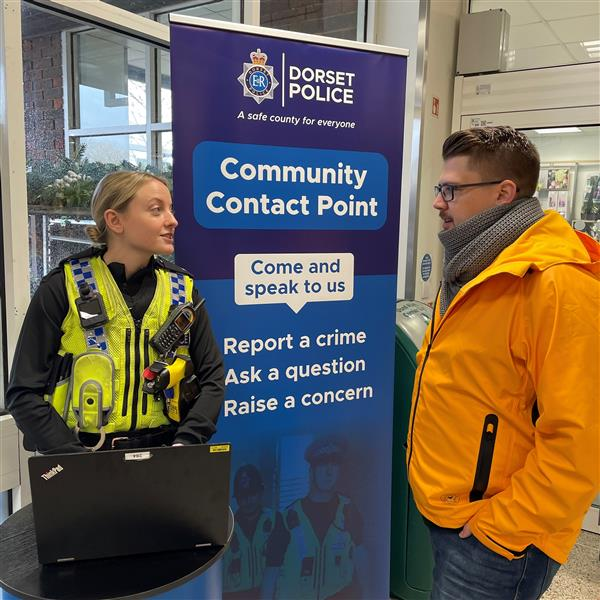 DORSET
POLICE
E R
A safe county for everyone
Community
Contact Point
Come and
speak to us
Report a crime
Ask a question
Raise a concern
ThinkPad